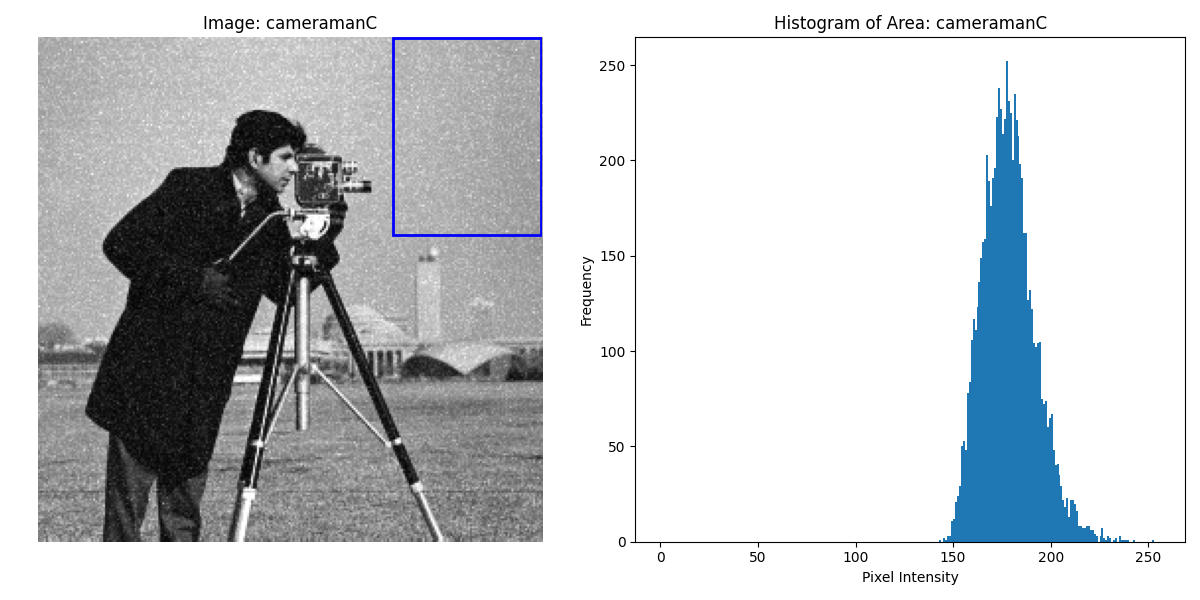 Image: cameramanC
Histogram of Area: cameramanC
Frequency
250
200
150
100
50
0
0 50 100 150 200 250
Pixel Intensity